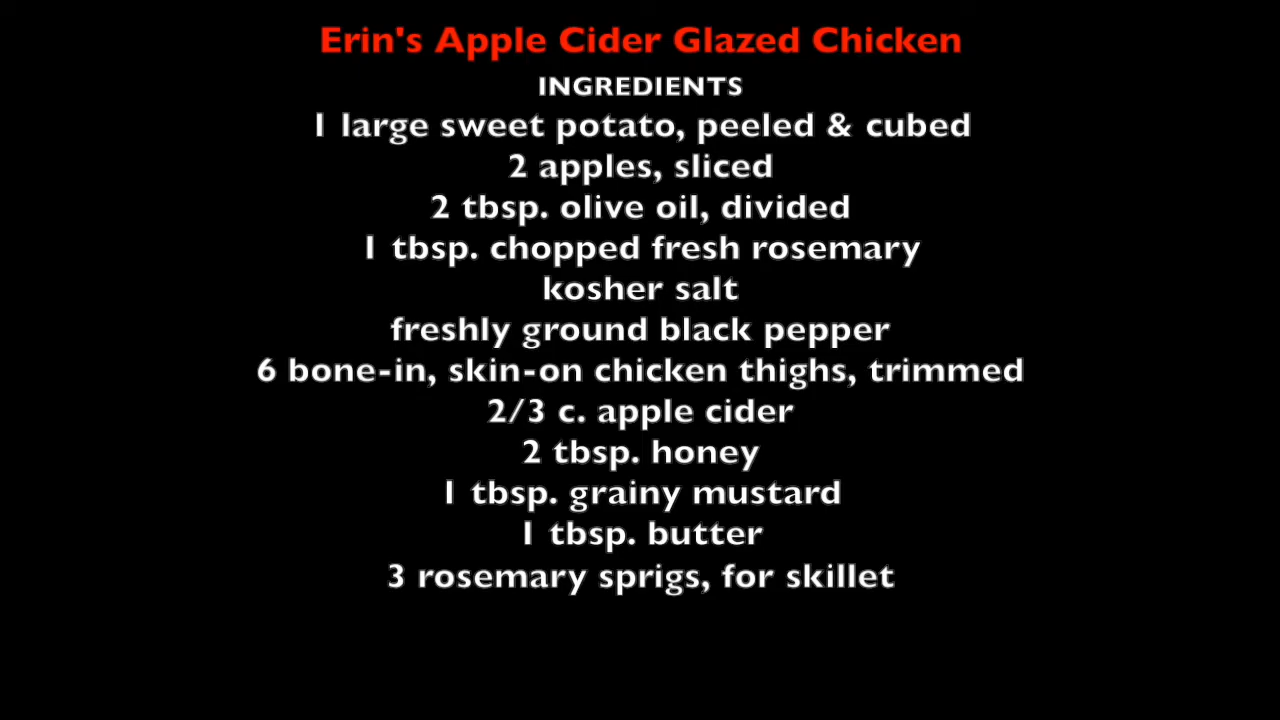 Erin's Apple Cider Glazed Chicken
INGREDIENTS
1 large sweet potato, peeled & cubed
2 apples, sliced
2 tbsp. olive oil, divided
1 tbsp. chopped fresh rosemary
kosher salt
freshly ground black pepper
6 bone-in, skin-on chicken thighs, trimmed
2/3 c. apple cider
2 tbsp. honey
1 tbsp. grainy mustard
1 tbsp. butter
3 rosemary sprigs, for skillet